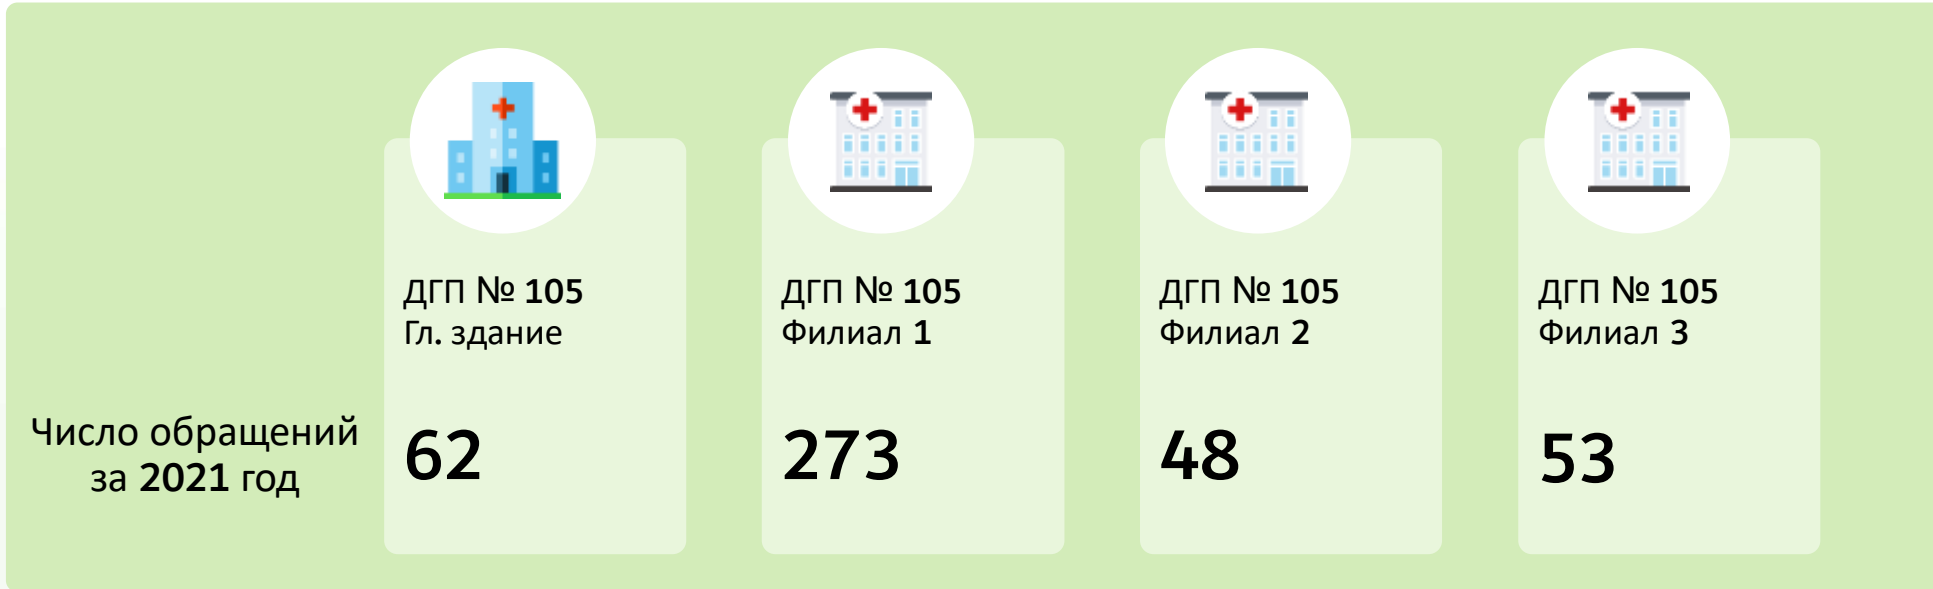 ДГП № 105
Гл. здание
ДГП № 105
Филиал 1
ДГП № 105
Филиал 2
ДГП № 105
Филиал 3
Число обращений
за 2021 год
62
273
48
53